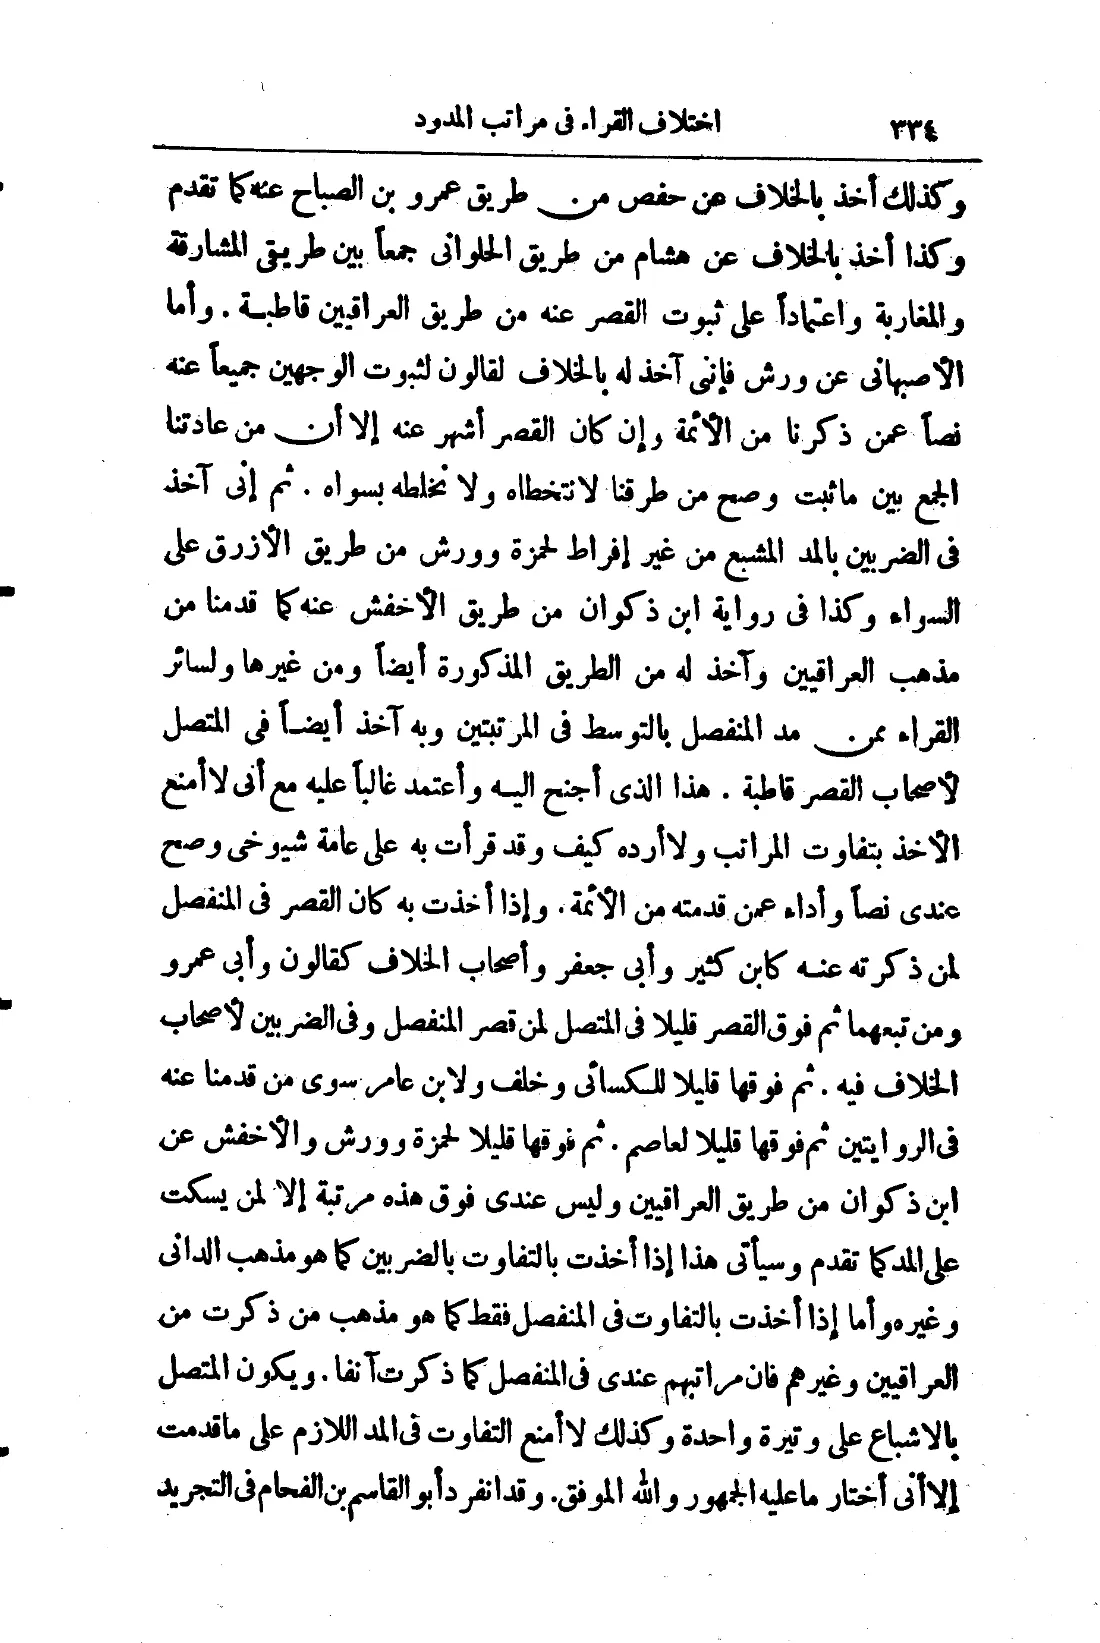 ٣٣٤ اختلاف القراء فى مراتب المدود
وكذلك أخذ بالخلاف عن حفص من طريق عمرو بن الصباح عنه كما تقدم
وكذا أخذ بالخلاف عن هشام من طريق الحلوانى جمعاً بين طريقى المشارقة
والمغاربة واعتماداً على ثبوت القصر عنه من طريق العراقيين قاطبة . وأما
الأصبهانى عن ورش فإنى آخذ له بالخلاف لقالون لثبوت الوجهين جميعاً عنه
نصاً عمن ذكرنا من الأئمة وإن كان القصر أشهر عنه إلا أن من عادتنا
الجمع بين ماثبت وصح من طرقنا لا نتخطاه ولا نخلطه بسواه . ثم إنى آخذ
فى الضربين بالمد المشبع من غير إفراط لحمزة وورش من طريق الأزرق على
السواء وكذا فى رواية ابن ذكوان من طريق الأخفش عنه كما قدمنا من
مذهب العراقيين وآخذ له من الطريق المذكورة أيضاً ومن غيرها ولسائر
القراء ممن مد المنفصل بالتوسط فى المرتبتين وبه آخذ أيضاً فى المتصل
لأصحاب القصر قاطبة . هذا الذى أجنح اليه وأعتمد غالباً عليه مع أنى لا أمنع
الأخذ بتفاوت المراتب ولا أرده كيف وقد قرأت به على عامة شيوخى وصح
عندى نصاً وأداء عمن قدمته من الأئمة. وإذا أخذت به كان القصر فى المنفصل
لمن ذكرته عنه كابن كثير وأبى جعفر وأصحاب الخلاف كقالون وأبى عمرو
ومن تبعهما ثم فوق القصر قليلا فى المتصل لمن قصر المنفصل وفى الضربين لأصحاب
الخلاف فيه . ثم فوقها قليلا للكسائى وخلف ولابن عامر سوى من قدمنا عنه
فى الروايتين ثم فوقها قليلا لعاصم . ثم فوقها قليلا لحمزة وورش والأخفش عن
ابن ذكوان من طريق العراقيين وليس عندى فوق هذه مرتبة إلا لمن يسكت
على المد كما تقدم وسيأتى هذا إذا أخذت بالتفاوت بالضربين كما هو مذهب الدانى
وغيره وأما إذا أخذت بالتفاوت فى المنفصل فقط كما هو مذهب من ذكرت من
العراقيين وغيرهم فان مراتبهم عندى فى المنفصل كما ذكرت آنفا . ويكون المتصل
بالاشباع على وتيرة واحدة وكذلك لا أمنع التفاوت فى المد اللازم على ماقدمت
إلا أنى أختار ماعليه الجمهور والله الموفق. وقد انفرد أبو القاسم بن الفحام فى التجريد